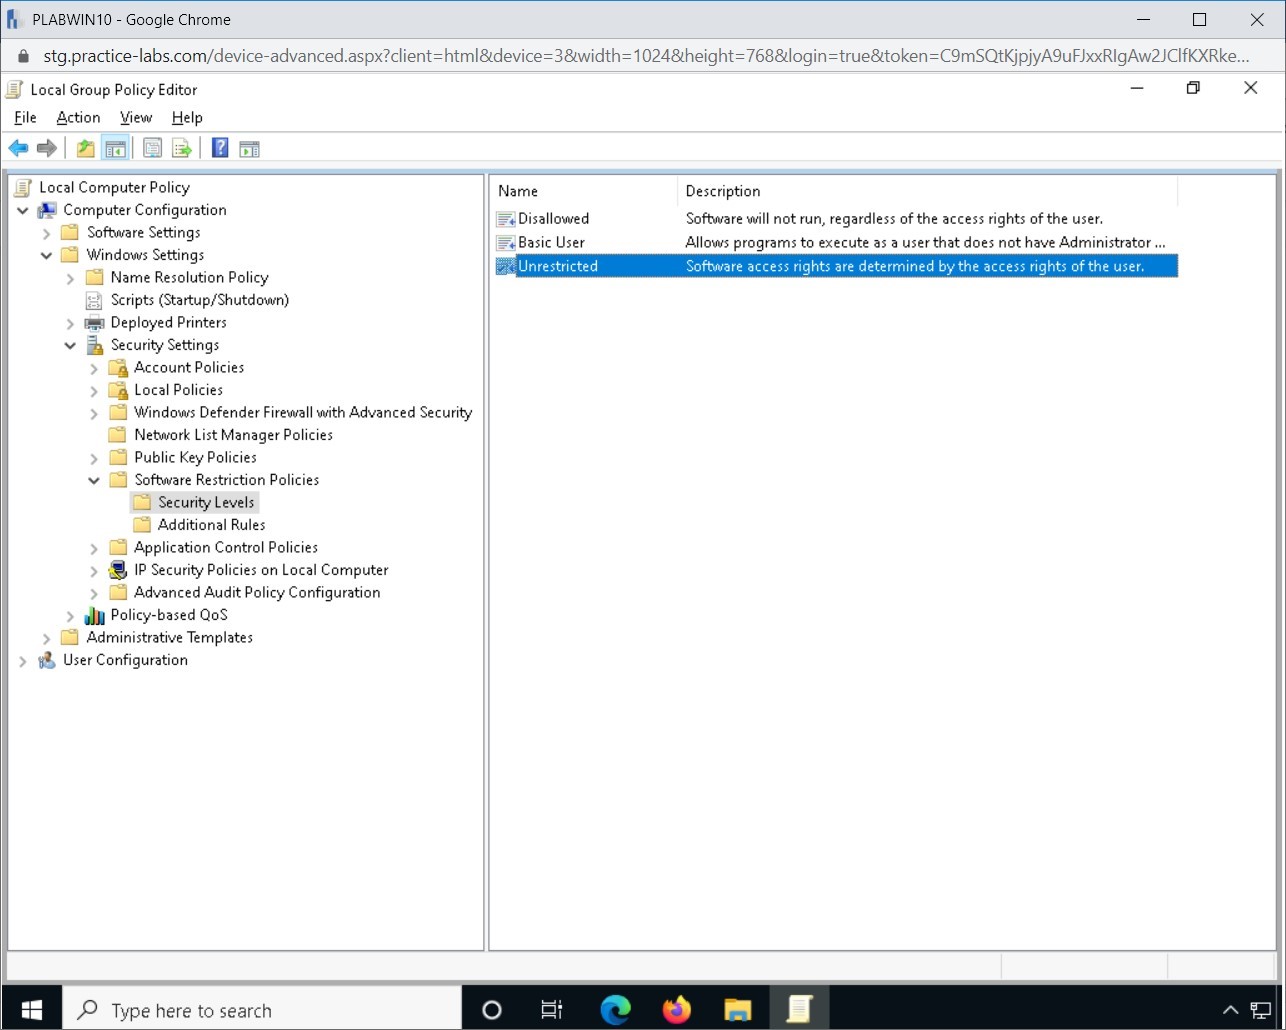 PLABWIN10 - Google Chrome
stg.practice-labs.com/device-advanced.aspx?client=html&device=3&width=1024&height=768&login=true&token=C9mSQtKjpjyA9uFJxxRIgAw2JClfKXRke...
Local Group Policy Editor
File Action View Help
Local Computer Policy
Computer Configuration
Software Settings
Windows Settings
Name Resolution Policy
Scripts (Startup/Shutdown)
Deployed Printers
Security Settings
Account Policies
Local Policies
Windows Defender Firewall with Advanced Security
Network List Manager Policies
Public Key Policies
Software Restriction Policies
Security Levels
Additional Rules
Application Control Policies
IP Security Policies on Local Computer
Advanced Audit Policy Configuration
Policy-based QoS
Administrative Templates
User Configuration
Name Description
Disallowed Software will not run, regardless of the access rights of the user.
Basic User Allows programs to execute as a user that does not have Administrator ...
Unrestricted Software access rights are determined by the access rights of the user.
Type here to search